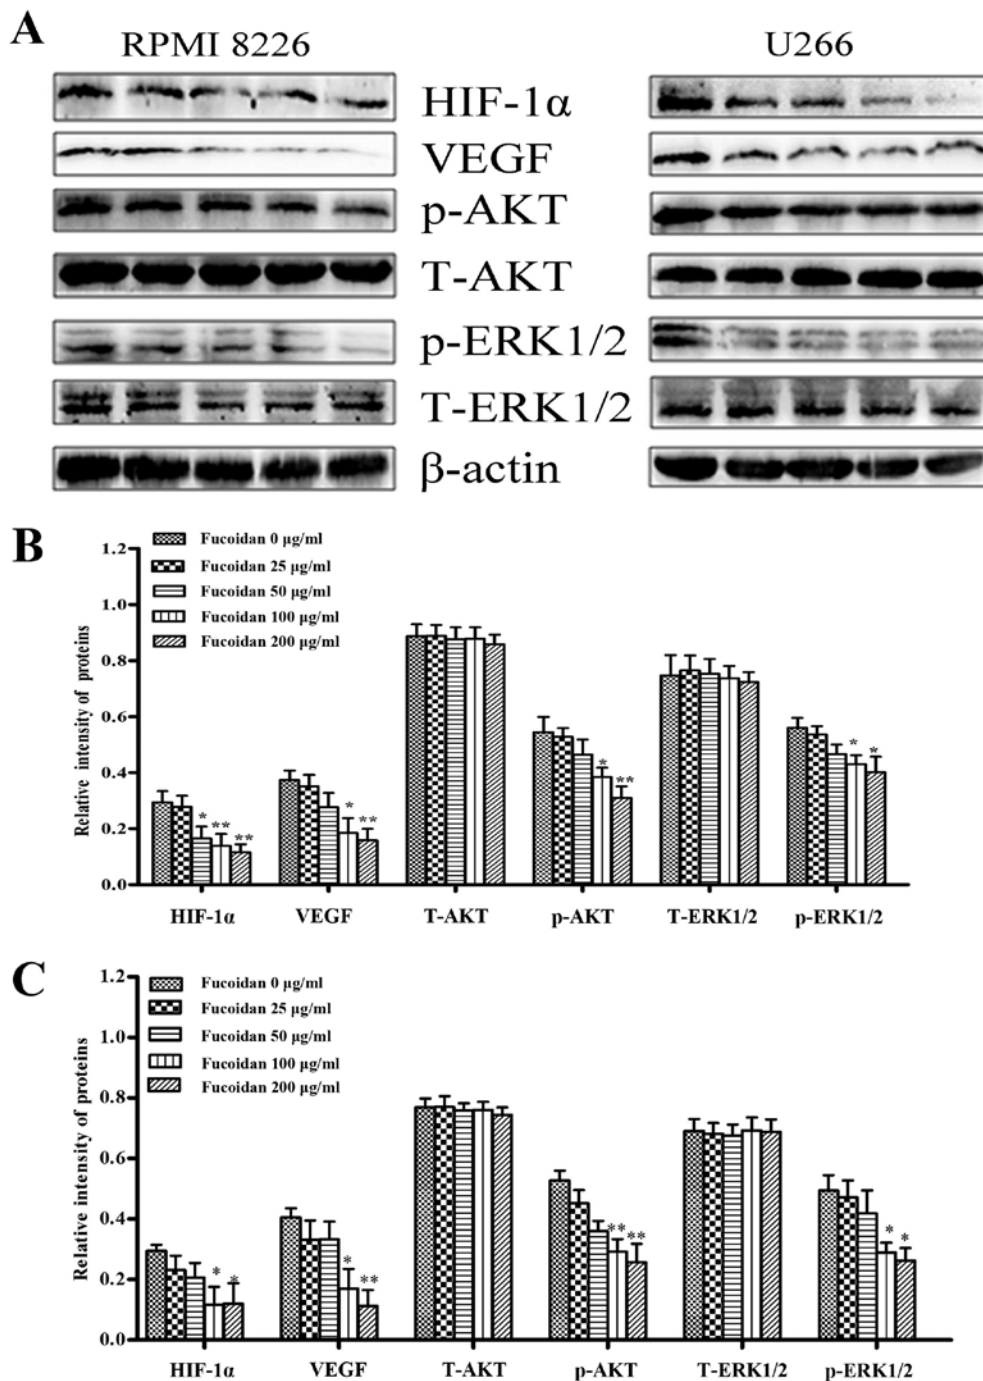 A
RPMI 8226
U266
HIF-1α
VEGF
p-AKT
T-AKT
p-ERK1/2
T-ERK1/2
β-actin
B
Fucoidan 0 μg/ml
Fucoidan 25 μg/ml
Fucoidan 50 μg/ml
Fucoidan 100 μg/ml
Fucoidan 200 μg/ml
Relative intensity of proteins
1.2
1.0
0.8
0.6
0.4
0.2
0.0
* ** **
* **
* **
* *
HIF-1α VEGF T-AKT p-AKT T-ERK1/2 p-ERK1/2
C
Fucoidan 0 μg/ml
Fucoidan 25 μg/ml
Fucoidan 50 μg/ml
Fucoidan 100 μg/ml
Fucoidan 200 μg/ml
Relative intensity of proteins
1.2
1.0
0.8
0.6
0.4
0.2
0.0
* *
* **
** **
* *
HIF-1α VEGF T-AKT p-AKT T-ERK1/2 p-ERK1/2